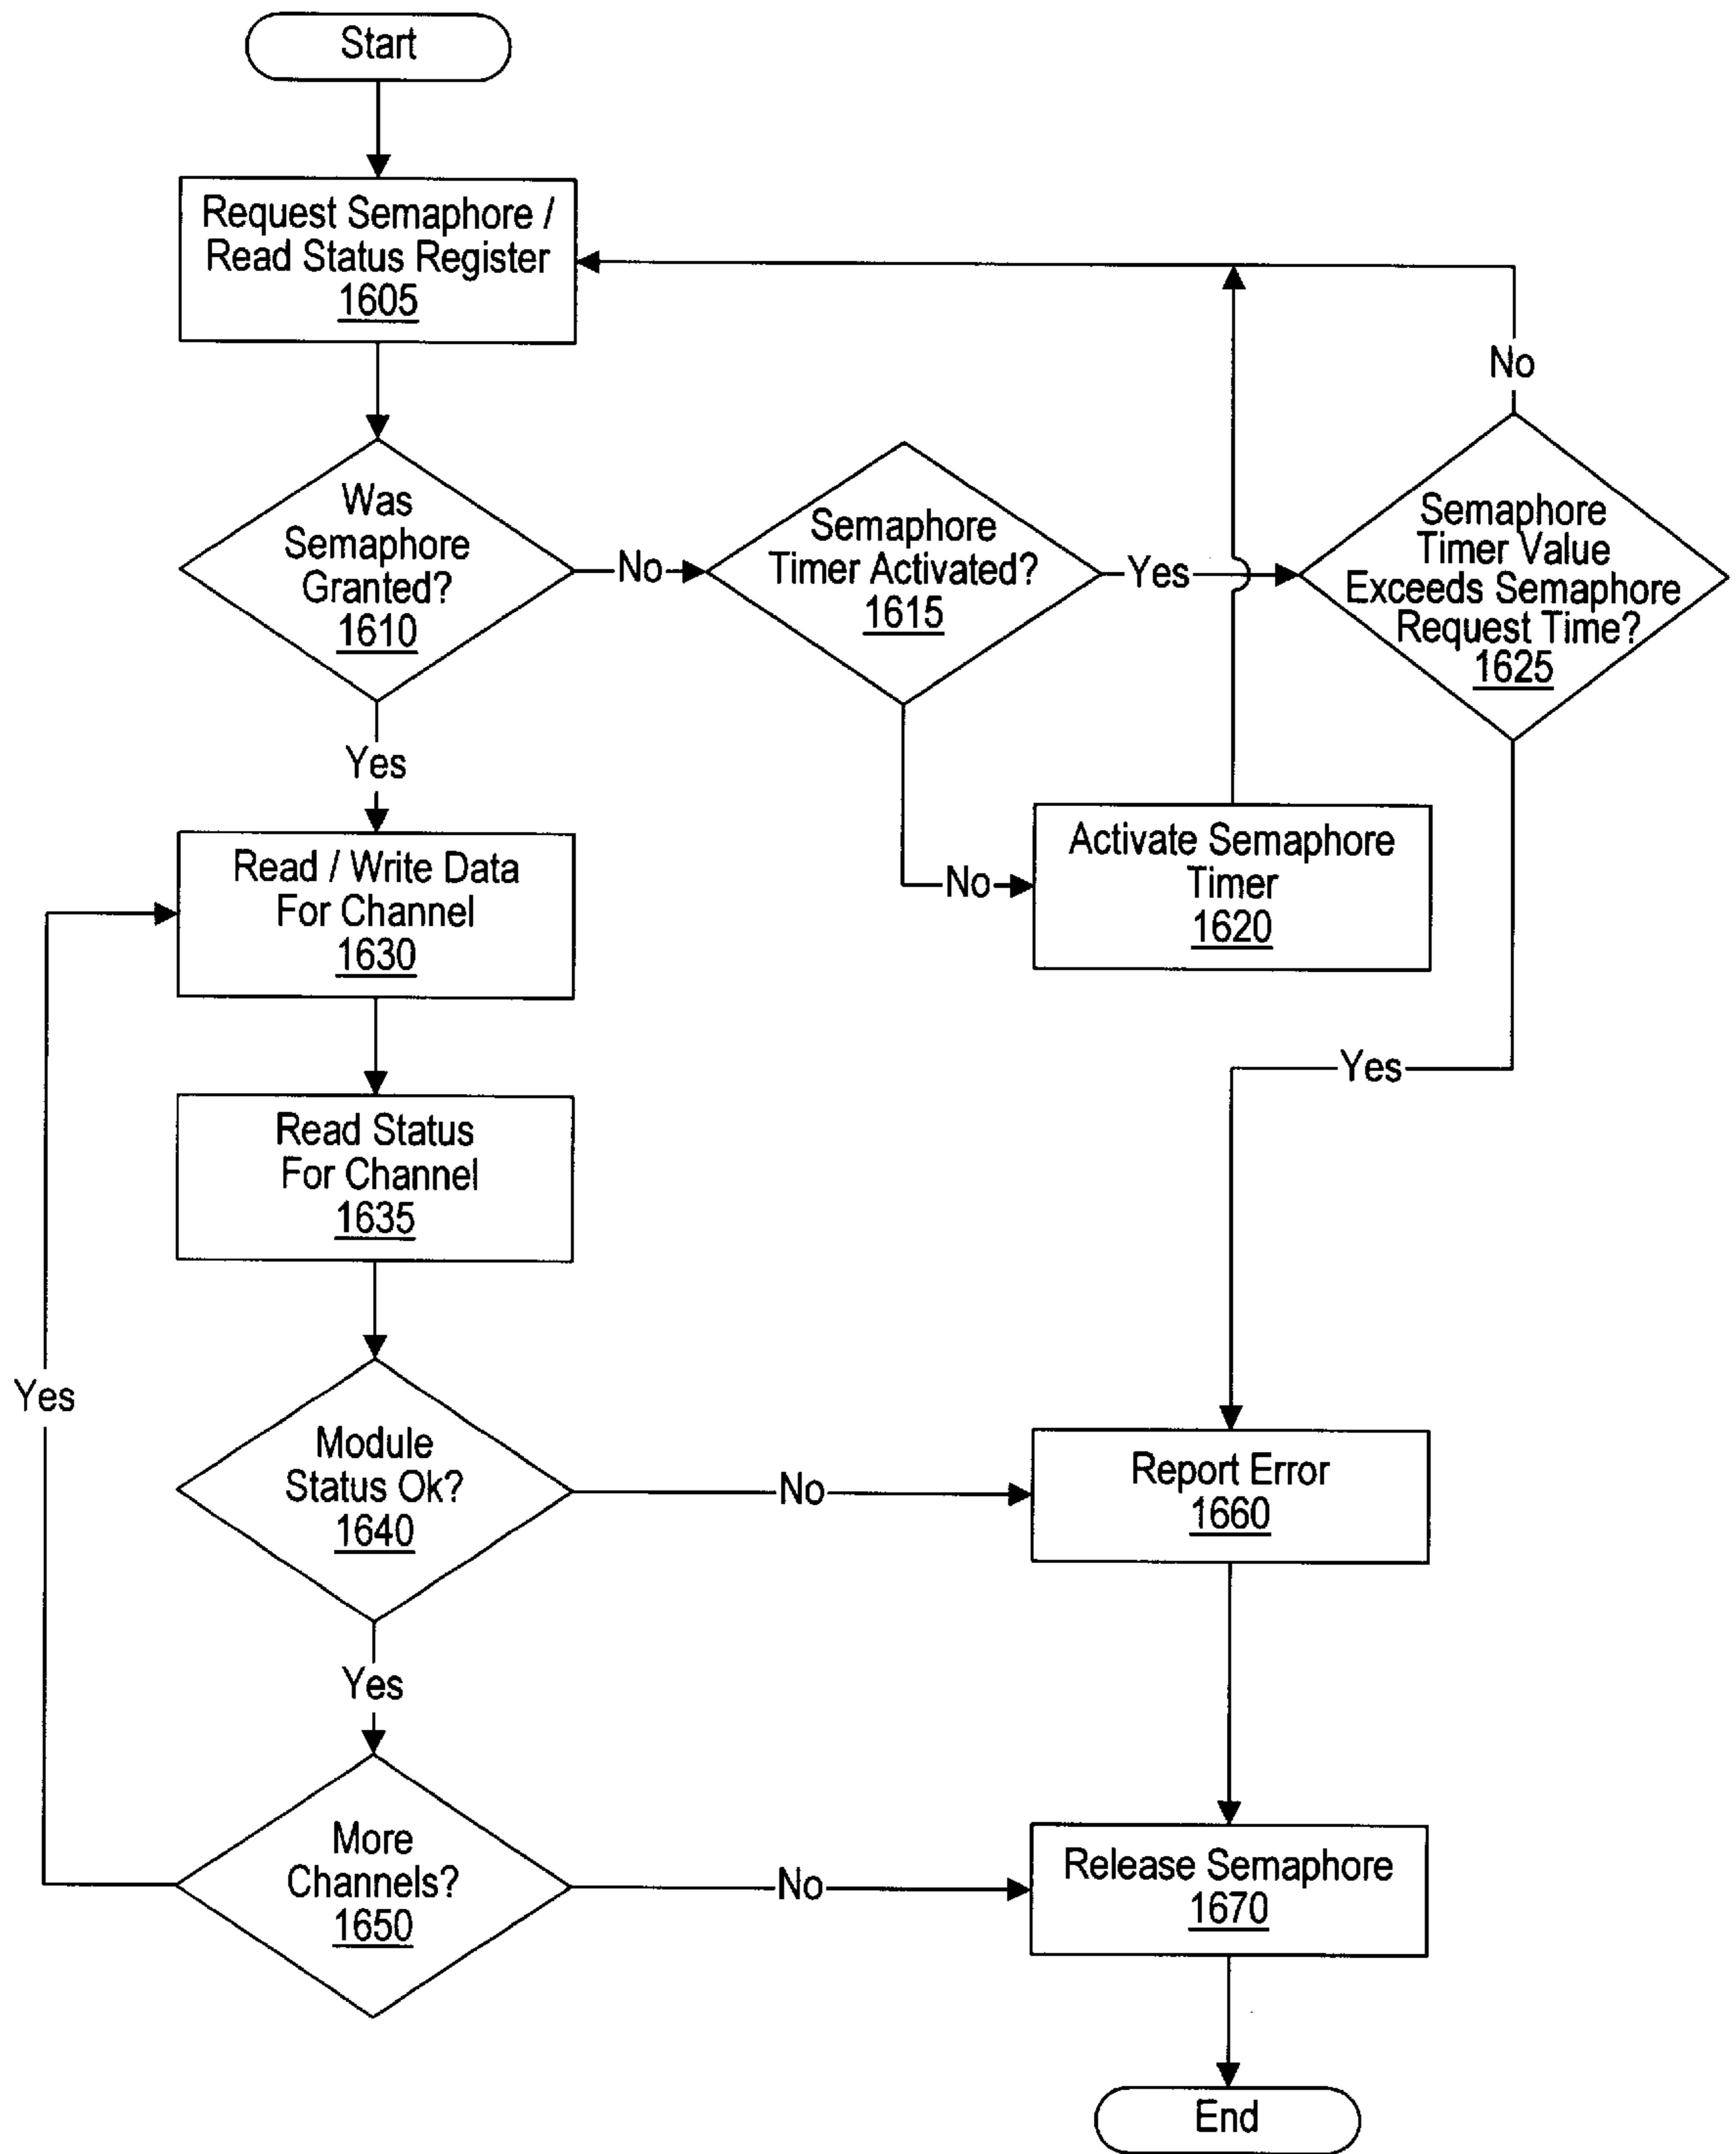 Start
Request Semaphore /
Read Status Register
1605
No
Was
Semaphore
Granted?
1610
No
Semaphore
Timer Activated?
1615
Yes
Semaphore
Timer Value
Exceeds Semaphore
Request Time?
1625
Yes
Read / Write Data
For Channel
1630
No
Activate Semaphore
Timer
1620
Yes
Read Status
For Channel
1635
Yes
Module
Status Ok?
1640
No
Report Error
1660
Yes
More
Channels?
1650
No
Release Semaphore
1670
End